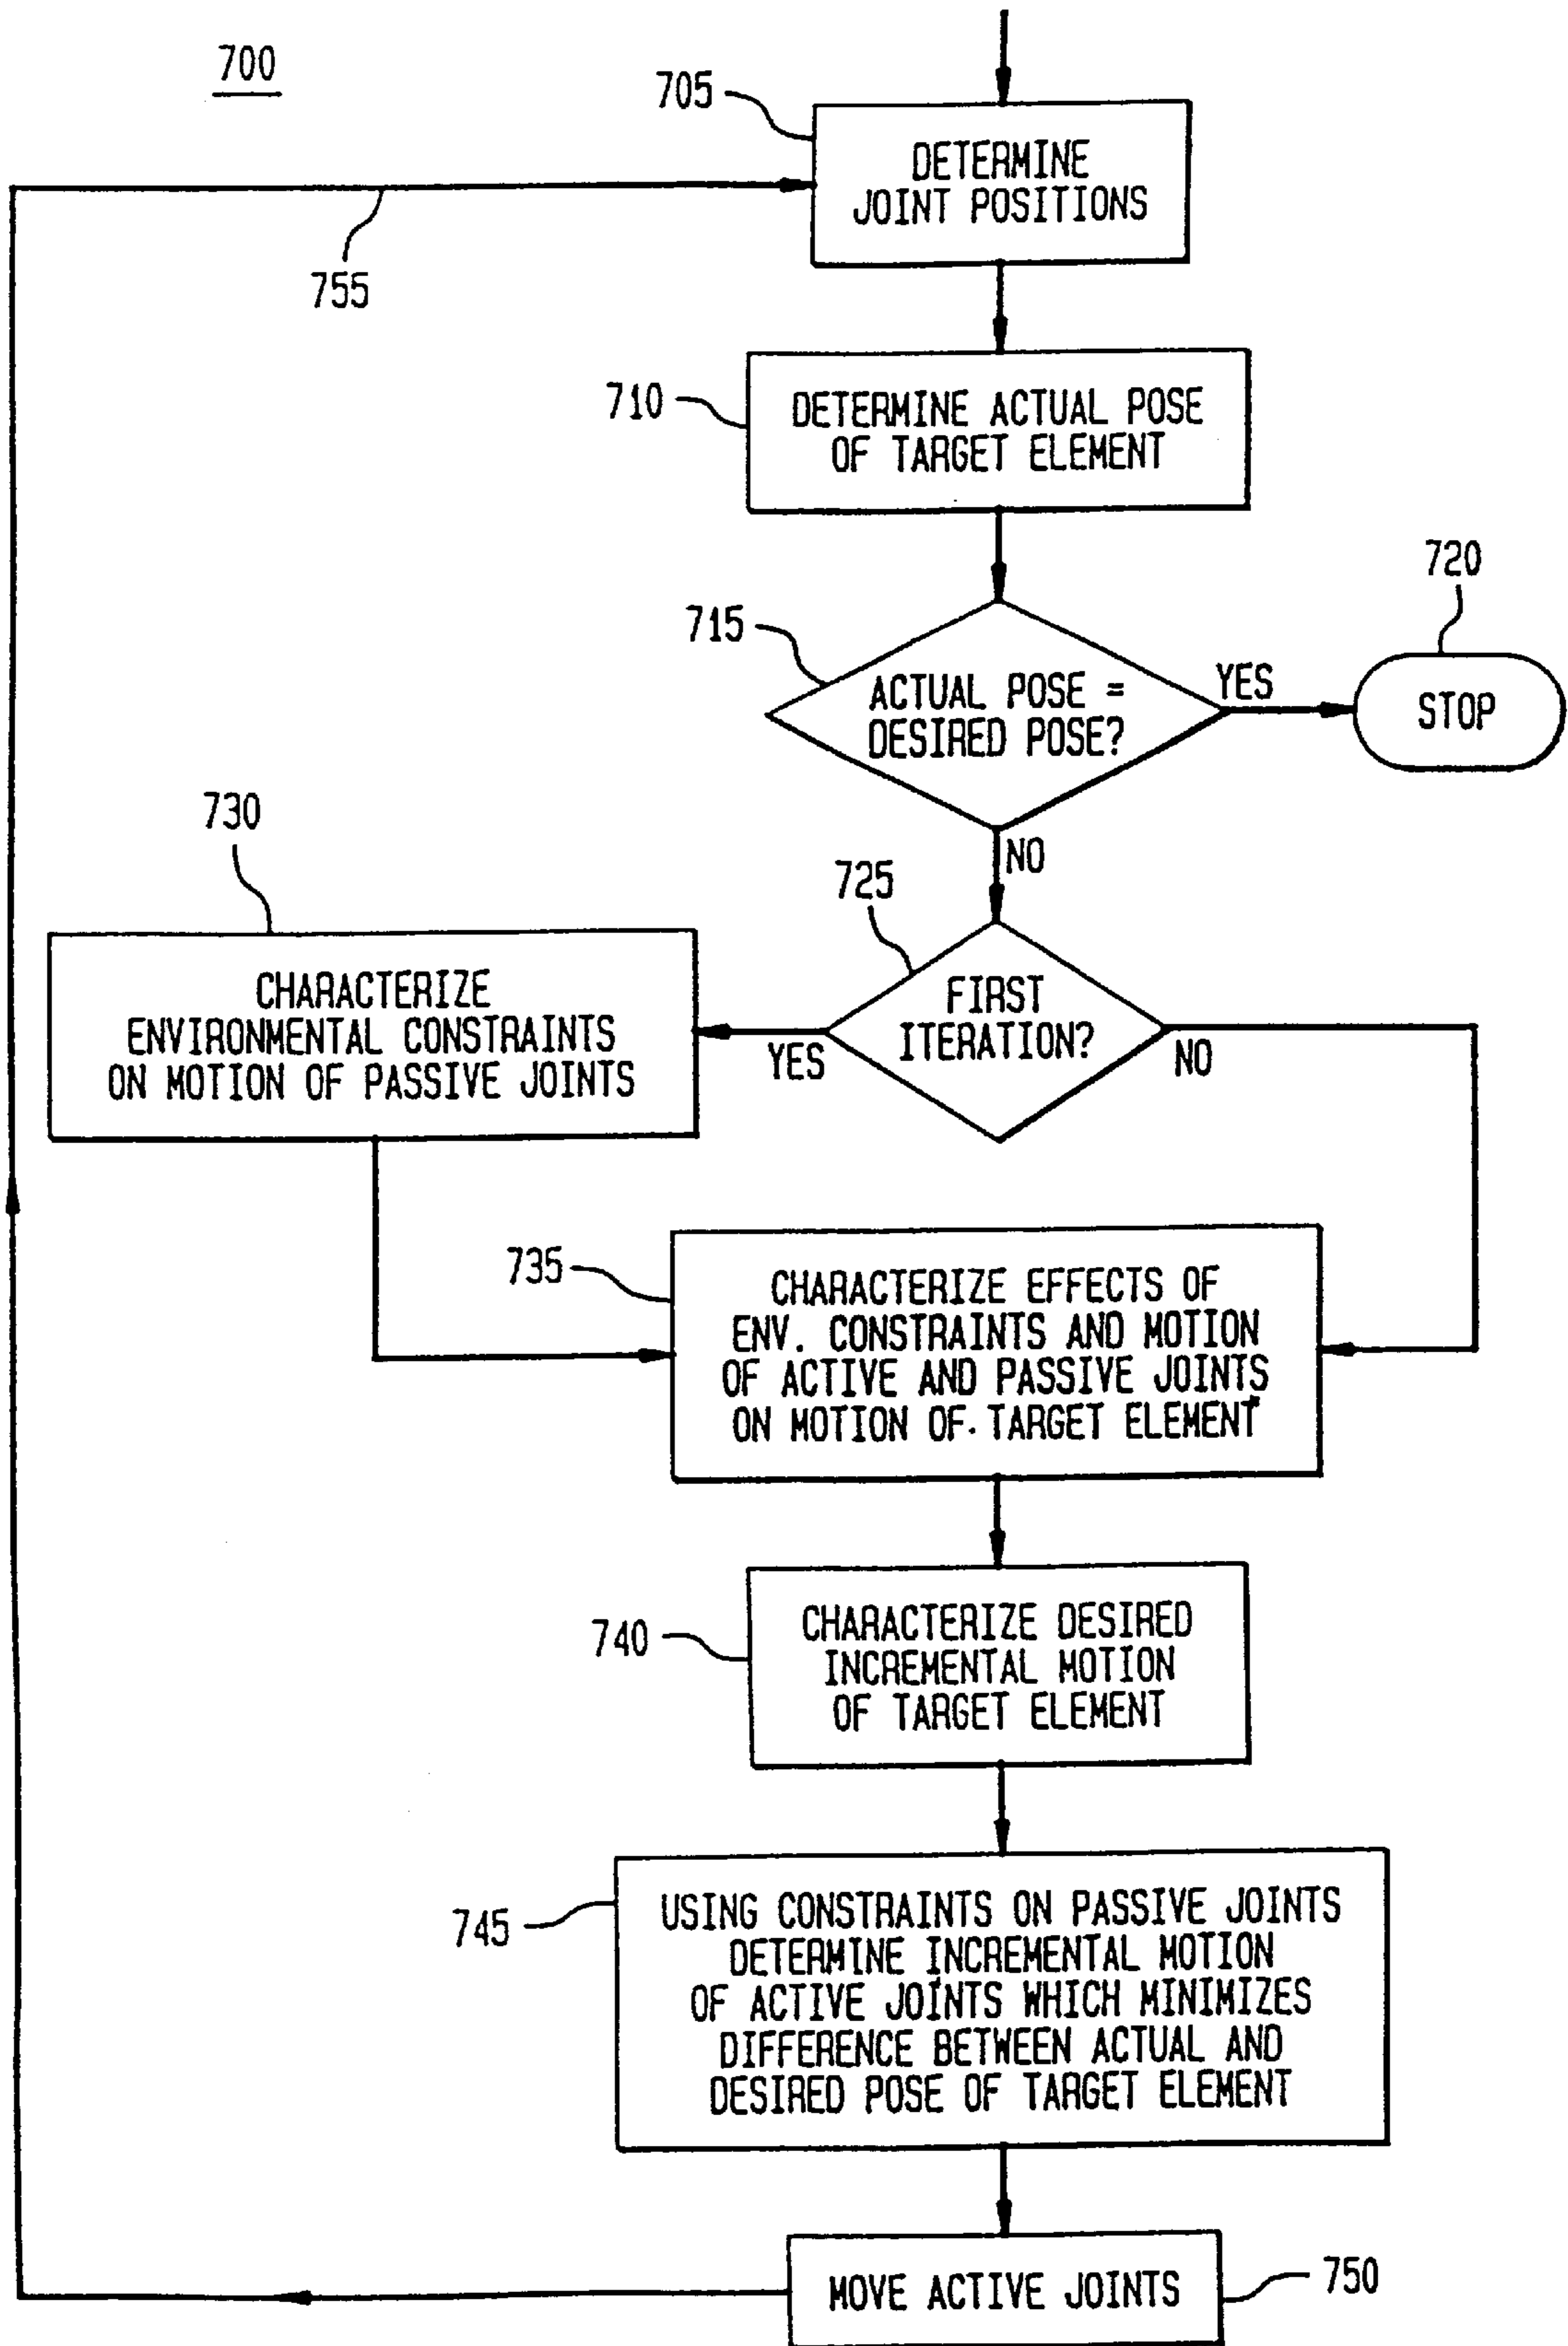 700
705
DETERMINE
JOINT POSITIONS
755
710
DETERMINE ACTUAL POSE
OF TARGET ELEMENT
720
715
ACTUAL POSE =
DESIRED POSE?
YES
STOP
NO
730
725
CHARACTERIZE
ENVIRONMENTAL CONSTRAINTS
ON MOTION OF PASSIVE JOINTS
FIRST
ITERATION?
YES
NO
735
CHARACTERIZE EFFECTS OF
ENV. CONSTRAINTS AND MOTION
OF ACTIVE AND PASSIVE JOINTS
ON MOTION OF TARGET ELEMENT
740
CHARACTERIZE DESIRED
INCREMENTAL MOTION
OF TARGET ELEMENT
745
USING CONSTRAINTS ON PASSIVE JOINTS
DETERMINE INCREMENTAL MOTION
OF ACTIVE JOINTS WHICH MINIMIZES
DIFFERENCE BETWEEN ACTUAL AND
DESIRED POSE OF TARGET ELEMENT
MOVE ACTIVE JOINTS
750